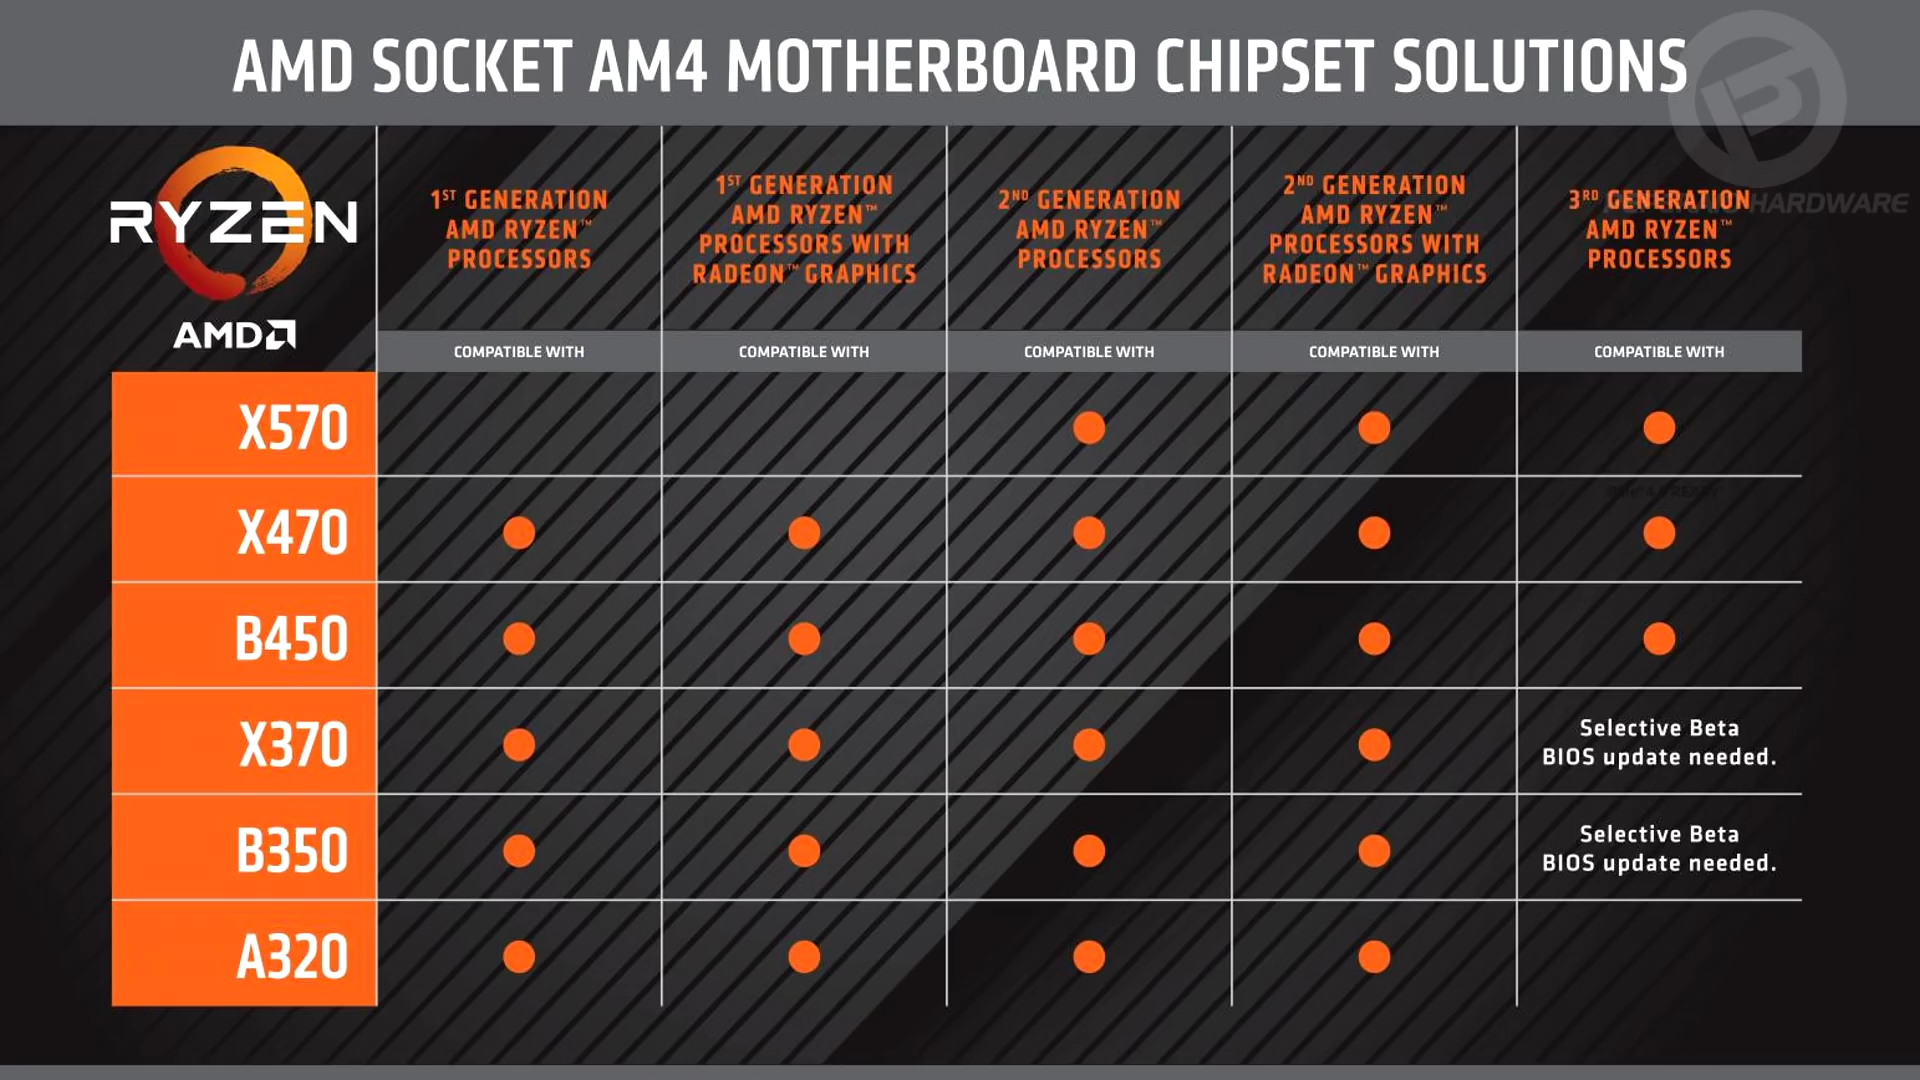 AMD SOCKET AM4 MOTHERBOARD CHIPSET SOLUTIONS
RYZEN
AMD
1ST GENERATION
AMD RYZEN™
PROCESSORS
1ST GENERATION
AMD RYZEN™
PROCESSORS WITH
RADEON™ GRAPHICS
2ND GENERATION
AMD RYZEN™
PROCESSORS
2ND GENERATION
AMD RYZEN™
PROCESSORS WITH
RADEON™ GRAPHICS
3RD GENERATION
AMD RYZEN™
PROCESSORS
HARDWARE
COMPATIBLE WITH
COMPATIBLE WITH
COMPATIBLE WITH
COMPATIBLE WITH
COMPATIBLE WITH
X570
X470
B450
X370
Selective Beta
BIOS update needed.
B350
Selective Beta
BIOS update needed.
A320